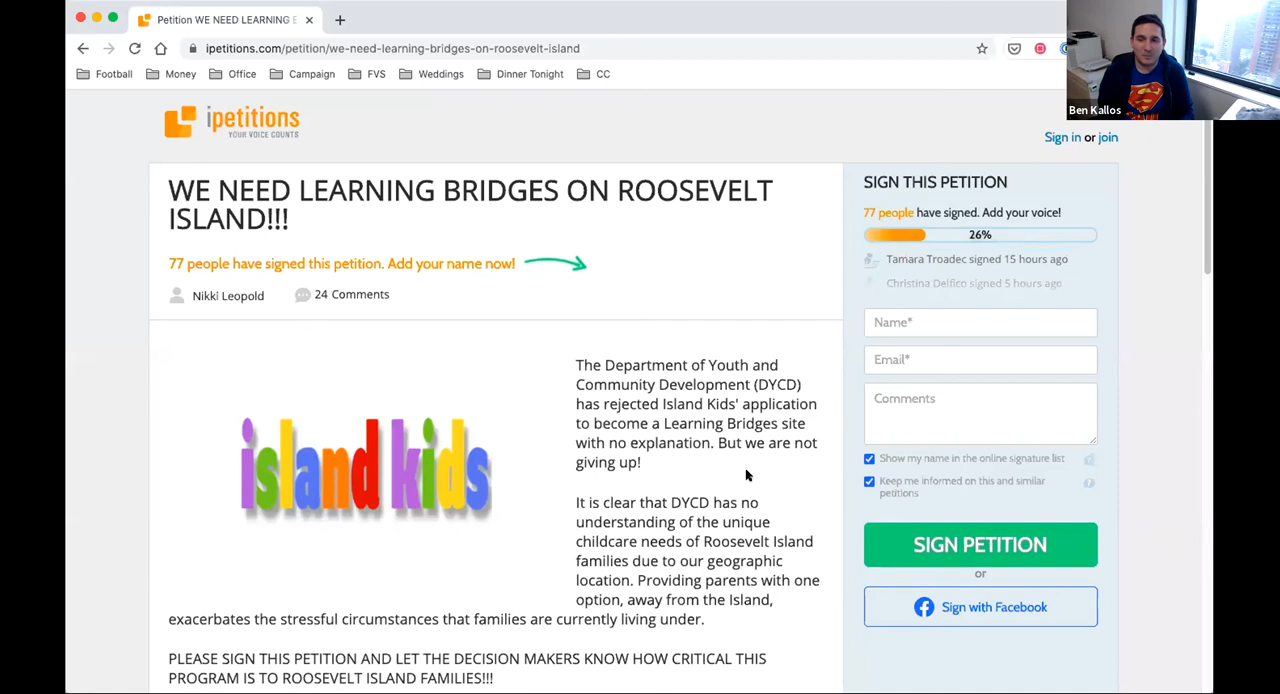 Petition WE NEED LEARNING
ipetitions.com/petition/we-need-learning-bridges-on-roosevelt-island
Football Money Office Campaign FVS Weddings Dinner Tonight CC
Ben Kallos
ipetitions
YOUR VOICE COUNTS
Sign in or join
WE NEED LEARNING BRIDGES ON ROOSEVELT
ISLAND!!!
77 people have signed this petition. Add your name now!
Nikki Leopold 24 Comments
island kids
The Department of Youth and
Community Development (DYCD)
has rejected Island Kids' application
to become a Learning Bridges site
with no explanation. But we are not
giving up!
It is clear that DYCD has no
understanding of the unique
childcare needs of Roosevelt Island
families due to our geographic
location. Providing parents with one
option, away from the Island,
exacerbates the stressful circumstances that families are currently living under.
PLEASE SIGN THIS PETITION AND LET THE DECISION MAKERS KNOW HOW CRITICAL THIS
PROGRAM IS TO ROOSEVELT ISLAND FAMILIES!!!
SIGN THIS PETITION
77 people have signed. Add your voice!
26%
Tamara Troadec signed 15 hours ago
Christina Delfico signed 5 hours ago
Name*
Email*
Comments
Show my name in the online signature list
Keep me informed on this and similar
petitions
SIGN PETITION
or
Sign with Facebook